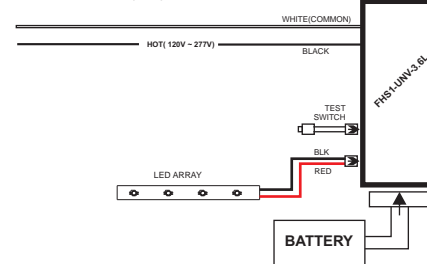 WHITE(COMMON)
HOT( 120V ~ 277V)
BLACK
FHS1-UNV-3.6L
TEST
SWITCH
BLK
RED
LED ARRAY
BATTERY